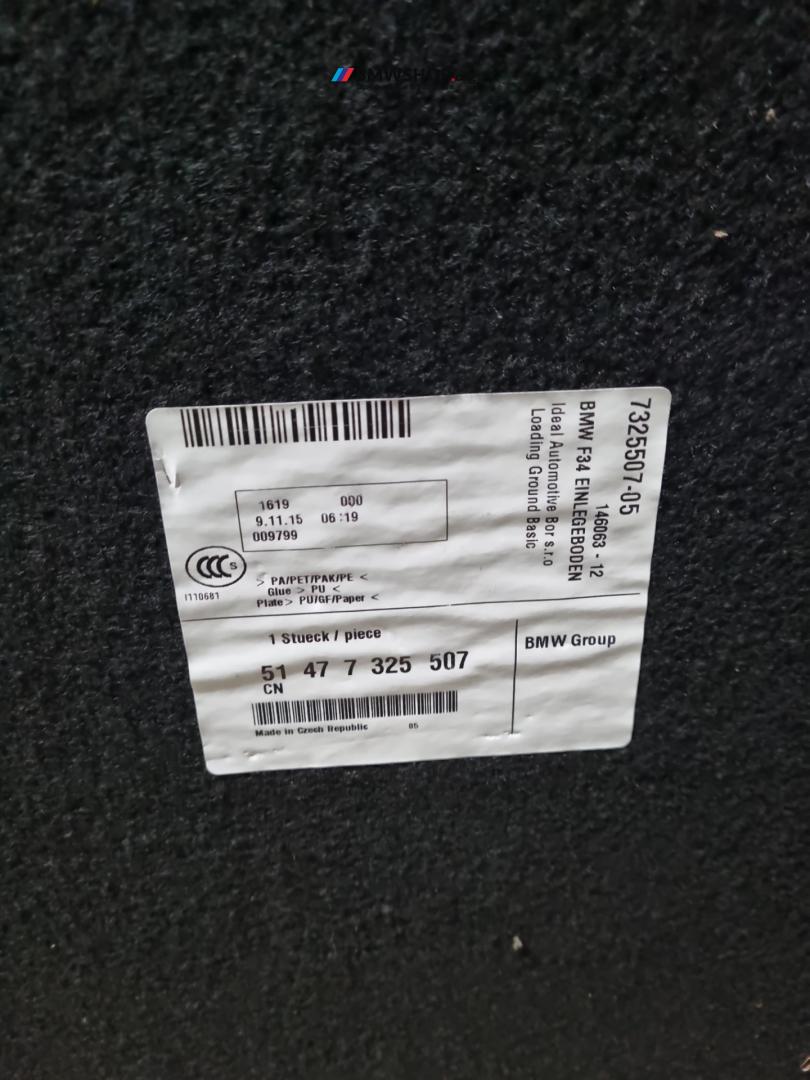 7325507-05
146063 - 12
BMW F34 EINLEGEBODEN
Ideal Automotive Bor s.r.o
Loading Ground Basic
1619 000
9.11.15 06:19
009799
CCC S
I110681
> PA/PET/PAK/PE <
Glue > PU <
Plate> PU/GF/Paper <
1 Stueck / piece
51 47 7 325 507
CN
Made in Czech Republic 05
BMW Group